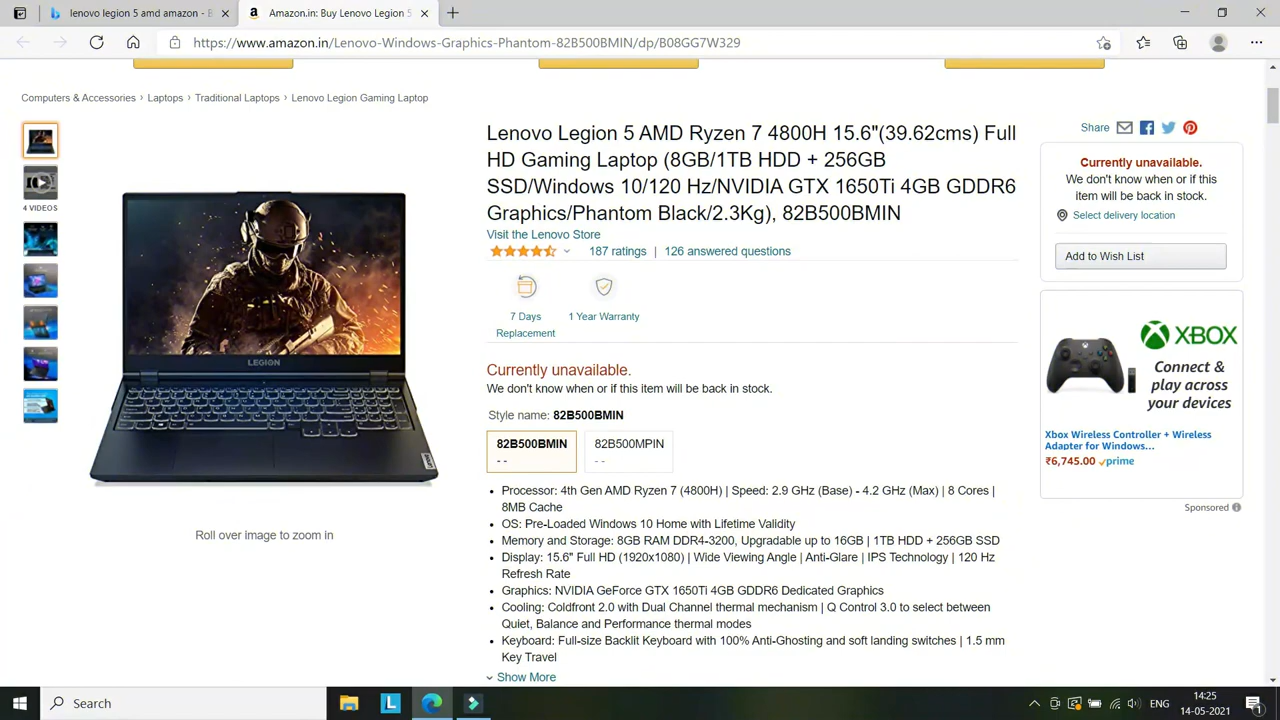 lenovo legion 5 amd amazon - B
Amazon.in: Buy Lenovo Legion 5
https://www.amazon.in/Lenovo-Windows-Graphics-Phantom-82B500BMIN/dp/B08GG7W329
Computers & Accessories › Laptops › Traditional Laptops › Lenovo Legion Gaming Laptop
4 VIDEOS
LEGION
LEGION
Roll over image to zoom in
Lenovo Legion 5 AMD Ryzen 7 4800H 15.6"(39.62cms) Full
HD Gaming Laptop (8GB/1TB HDD + 256GB
SSD/Windows 10/120 Hz/NVIDIA GTX 1650Ti 4GB GDDR6
Graphics/Phantom Black/2.3Kg), 82B500BMIN
Visit the Lenovo Store
187 ratings | 126 answered questions
7 Days
Replacement
1 Year Warranty
Currently unavailable.
We don't know when or if this item will be back in stock.
Style name: 82B500BMIN
82B500BMIN
- -
82B500MPIN
- -
• Processor: 4th Gen AMD Ryzen 7 (4800H) | Speed: 2.9 GHz (Base) - 4.2 GHz (Max) | 8 Cores |
8MB Cache
• OS: Pre-Loaded Windows 10 Home with Lifetime Validity
• Memory and Storage: 8GB RAM DDR4-3200, Upgradable up to 16GB | 1TB HDD + 256GB SSD
• Display: 15.6" Full HD (1920x1080) | Wide Viewing Angle | Anti-Glare | IPS Technology | 120 Hz
Refresh Rate
• Graphics: NVIDIA GeForce GTX 1650Ti 4GB GDDR6 Dedicated Graphics
• Cooling: Coldfront 2.0 with Dual Channel thermal mechanism | Q Control 3.0 to select between
Quiet, Balance and Performance thermal modes
• Keyboard: Full-size Backlit Keyboard with 100% Anti-Ghosting and soft landing switches | 1.5 mm
Key Travel
Show More
Share
Currently unavailable.
We don't know when or if this
item will be back in stock.
Select delivery location
Add to Wish List
XBOX
Connect &
play across
your devices
Xbox Wireless Controller + Wireless
Adapter for Windows...
₹6,745.00 prime
Sponsored
Search
L
ENG
14:25
14-05-2021
1